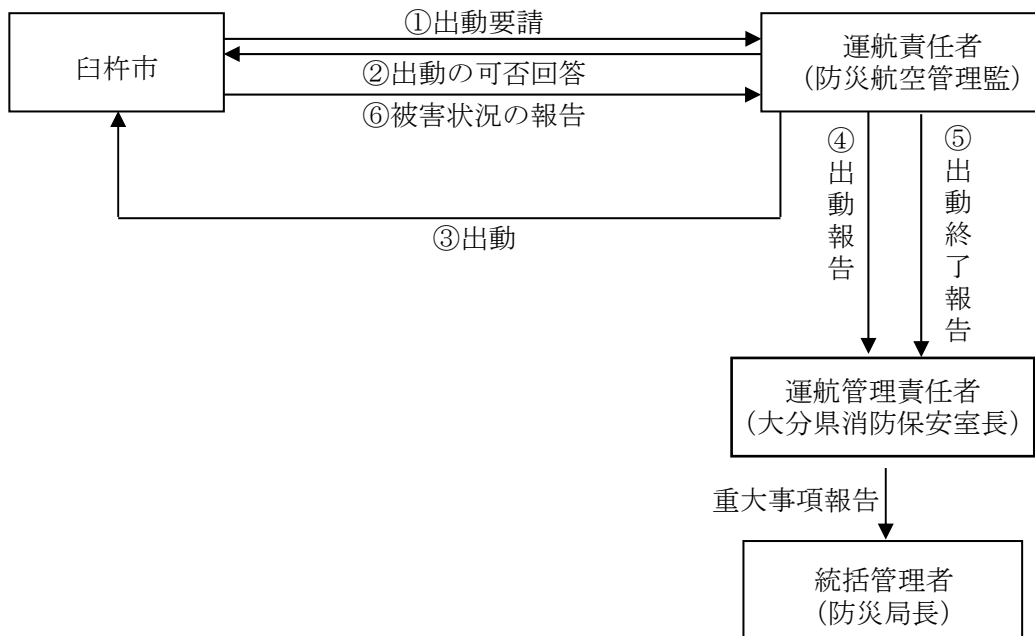 ①出動要請
臼杵市
運航責任者
（防災航空管理監）
②出動の可否回答
⑥被害状況の報告
③出動
④出動報告
⑤出動終了報告
運航管理責任者
（大分県消防保安室長）
重大事項報告
統括管理者
（防災局長）